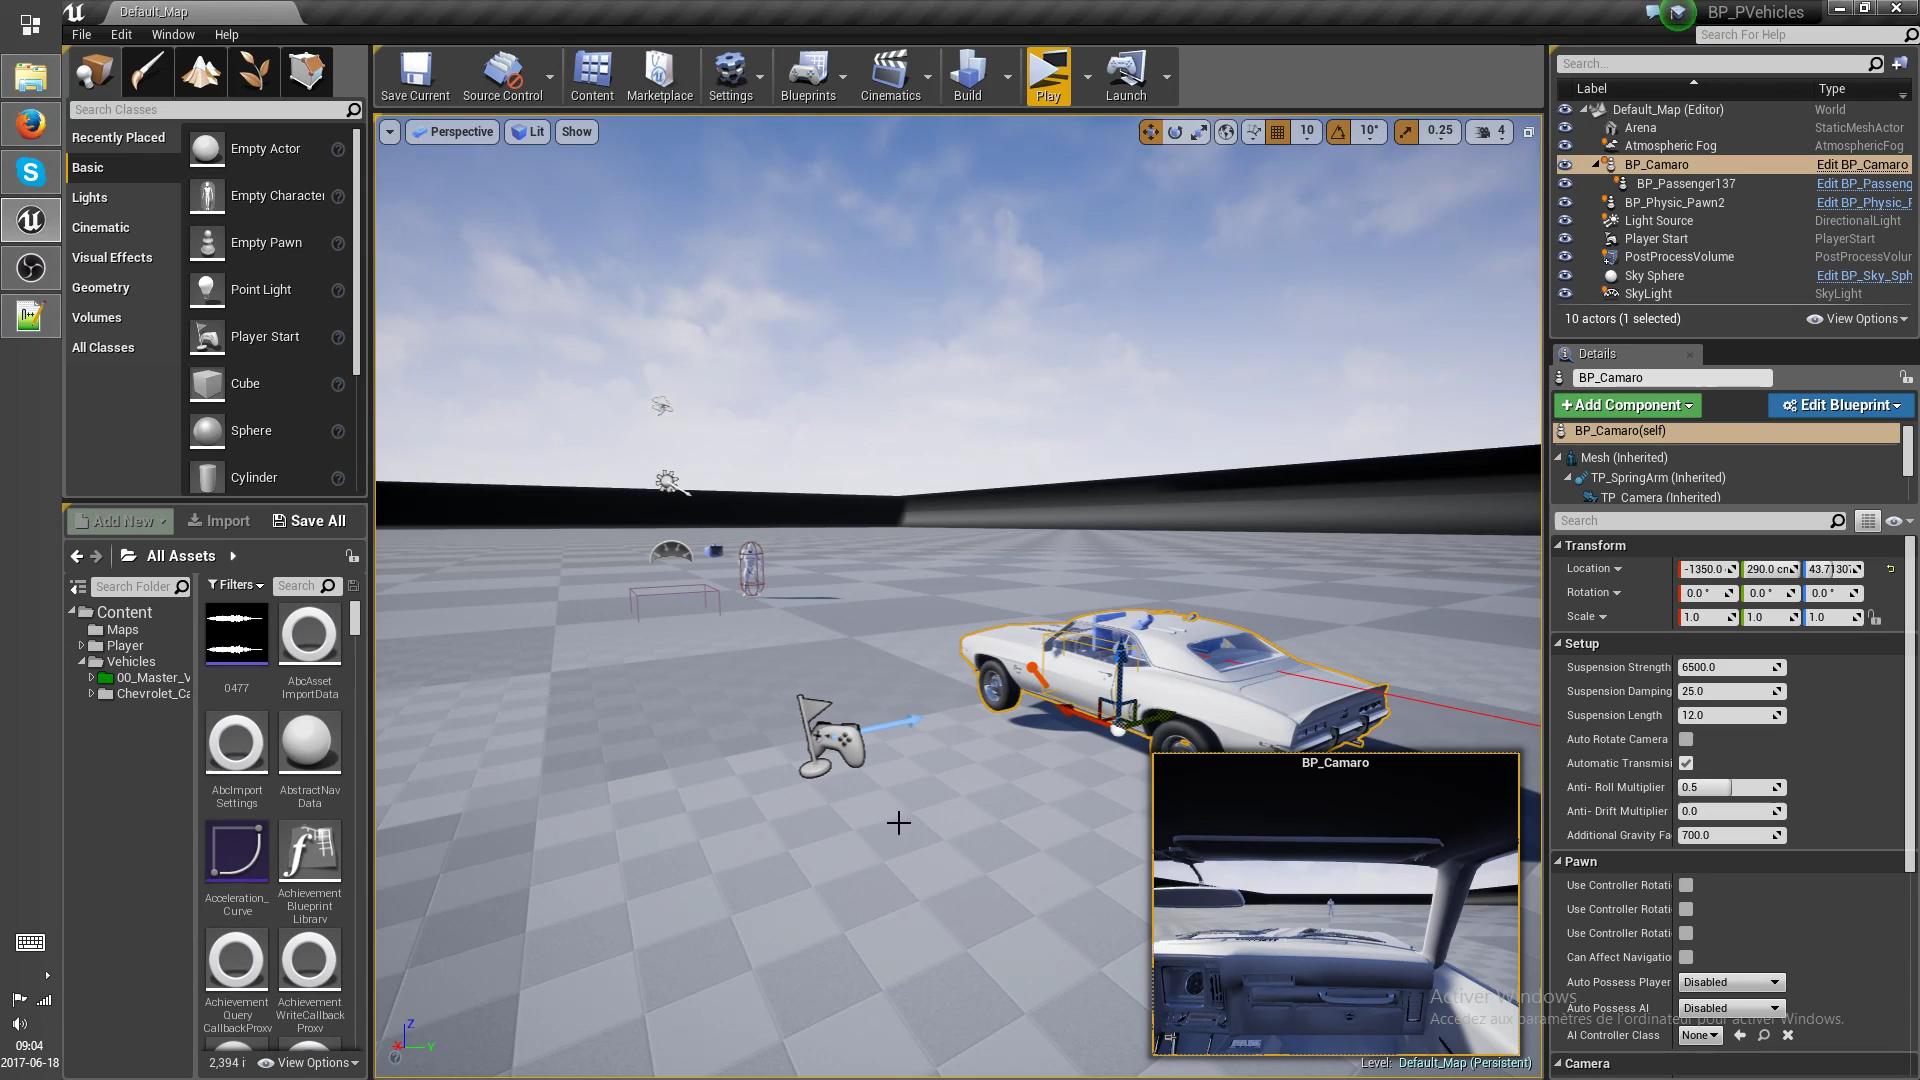 Default_Map
BP_PVehicles
File Edit Window Help
Search For Help
Search Classes
Recently Placed
Basic
Lights
Cinematic
Visual Effects
Geometry
Volumes
All Classes
Empty Actor
Empty Character
Empty Pawn
Point Light
Player Start
Cube
Sphere
Cylinder
Save Current
Source Control
Content
Marketplace
Settings
Blueprints
Cinematics
Build
Play
Launch
Perspective
Lit
Show
10
10°
0.25
4
Search...
Label Type
Default_Map (Editor) World
Arena StaticMeshActor
Atmospheric Fog AtmosphericFog
BP_Camaro Edit BP_Camaro
BP_Passenger137 Edit BP_Passeng
BP_Physic_Pawn2 Edit BP_Physic_F
Light Source DirectionalLight
Player Start PlayerStart
PostProcessVolume PostProcessVolur
Sky Sphere Edit BP_Sky_Sph
SkyLight SkyLight
10 actors (1 selected) View Options
Details
BP_Camaro
+Add Component Edit Blueprint
BP_Camaro(self)
Mesh (Inherited)
TP_SpringArm (Inherited)
TP_Camera (Inherited)
Search
Transform
Location -1350.0 290.0 cm 43.71307
Rotation 0.0 ° 0.0 ° 0.0 °
Scale 1.0 1.0 1.0
Setup
Suspension Strength 6500.0
Suspension Damping 25.0
Suspension Length 12.0
Auto Rotate Camera
Automatic Transmisi
Anti- Roll Multiplier 0.5
Anti- Drift Multiplier 0.0
Additional Gravity Fa 700.0
Pawn
Use Controller Rotati
Use Controller Rotati
Use Controller Rotati
Can Affect Navigatio
Auto Possess Player Disabled
Auto Possess AI Disabled
AI Controller Class None
Camera
Add New Import Save All
All Assets
Search Folder
Filters
Search
Content
Maps
Player
Vehicles
00_Master_V
Chevrolet_Ca
0477
AbcAsset
ImportData
AbcImport
Settings
AbstractNav
Data
Acceleration_
Curve
Achievement
Blueprint
Library
Achievement
Query
CallbackProxy
Achievement
WriteCallback
Proxy
2,394 i View Options
BP_Camaro
Z
X
Y
Level: Default_Map (Persistent)
Activer Windows
Accédez aux paramètres de l'ordinateur pour activer Windows.
09:04
2017-06-18